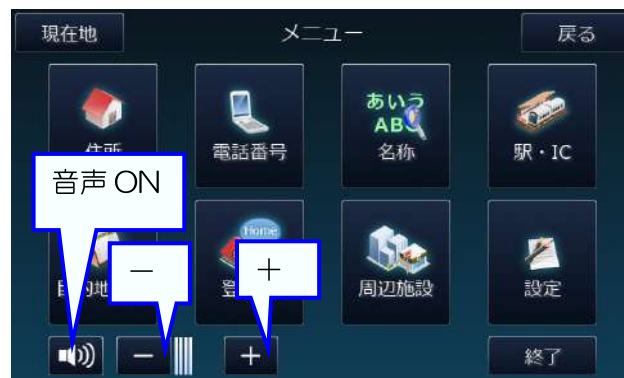 現在地
メニュー
戻る
電話番号
あいう
ABC
名称
駅・IC
音声 ON
Home
周辺施設
設定
－
＋
－
＋
終了